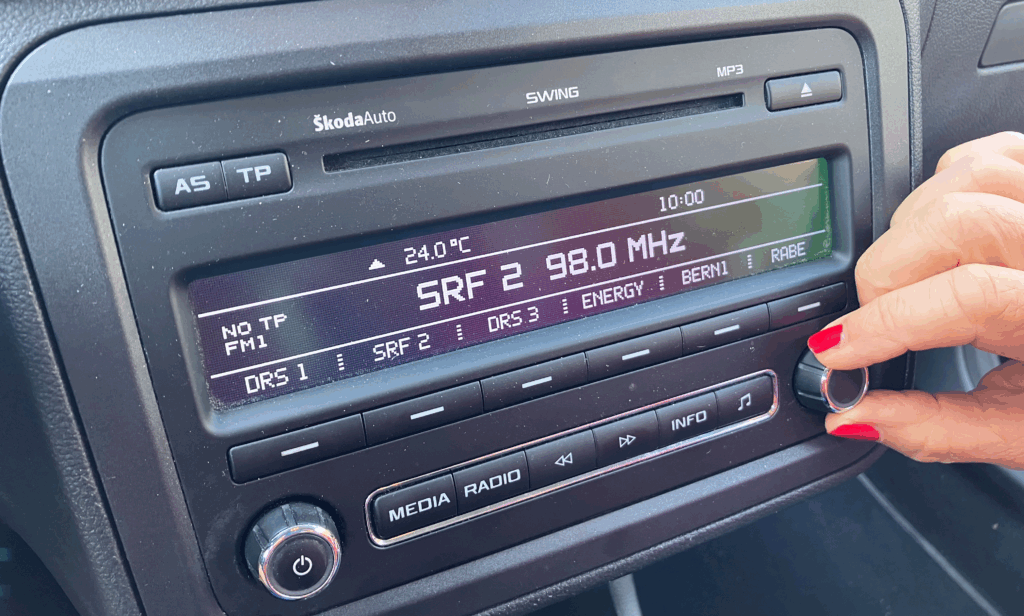 ŠkodaAuto
SWING
MP3
AS
TP
24.0 °C
10:00
SRF 2 98.0 MHz
NO TP
FM1
DRS 1 SRF 2 DRS 3 ENERGY BERN1 RABE
MEDIA
RADIO
INFO